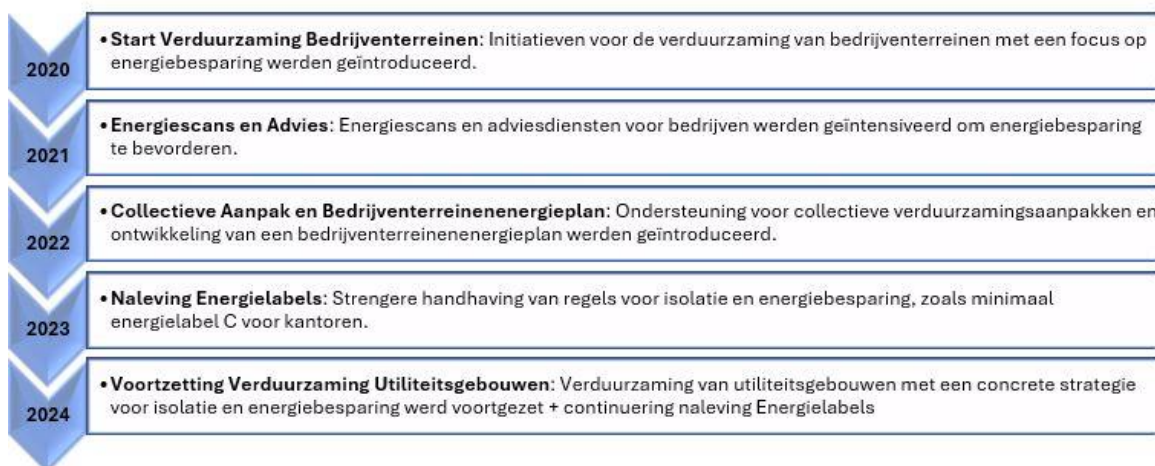 2020
• Start Verduurzaming Bedrijventerreinen: Initiatieven voor de verduurzaming van bedrijventerreinen met een focus op
energiebesparing werden geïntroduceerd.
2021
• Energiescans en Advies: Energiescans en adviesdiensten voor bedrijven werden geïntensiveerd om energiebesparing
te bevorderen.
2022
• Collectieve Aanpak en Bedrijventerreinenenergieplan: Ondersteuning voor collectieve verduurzamingsaanpakken en
ontwikkeling van een bedrijventerreinenenergieplan werden geïntroduceerd.
2023
• Naleving Energielabels: Strengere handhaving van regels voor isolatie en energiebesparing, zoals minimaal
energielabel C voor kantoren.
2024
• Voortzetting Verduurzaming Utiliteitsgebouwen: Verduurzaming van utiliteitsgebouwen met een concrete strategie
voor isolatie en energiebesparing werd voortgezet + continuering naleving Energielabels